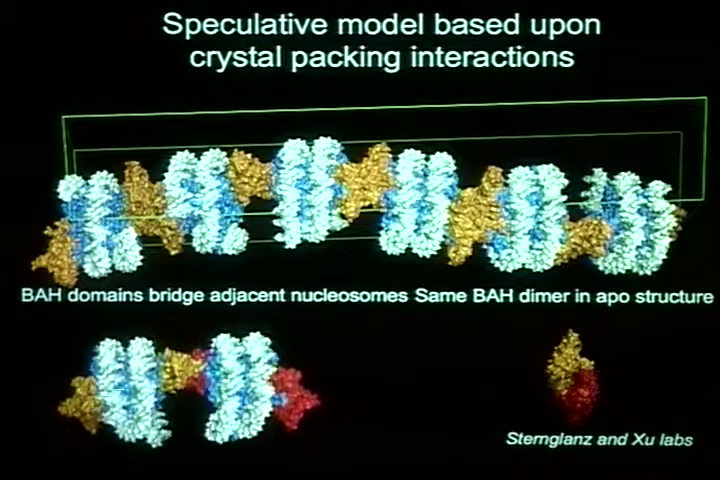 Speculative model based upon
crystal packing interactions
BAH domains bridge adjacent nucleosomes Same BAH dimer in apo structure
Sternglanz and Xu labs